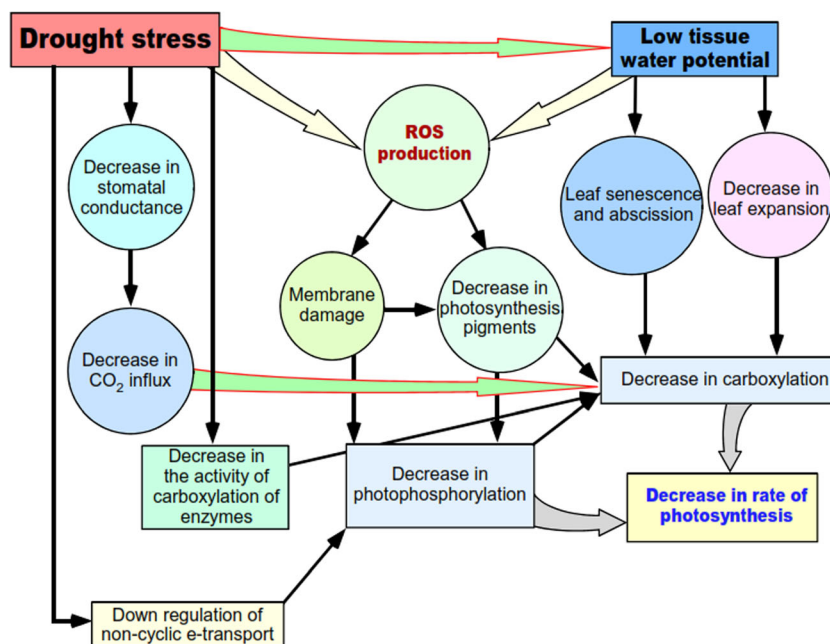 Drought stress
Low tissue
water potential
ROS
production
Decrease in
stomatal
conductance
Leaf senescence
and abscission
Decrease in
leaf expansion
Membrane
damage
Decrease in
photosynthesis
pigments
Decrease in
CO₂ influx
Decrease in carboxylation
Decrease in
the activity of
carboxylation of
enzymes
Decrease in
photophosphorylation
Decrease in rate of
photosynthesis
Down regulation of
non-cyclic e-transport